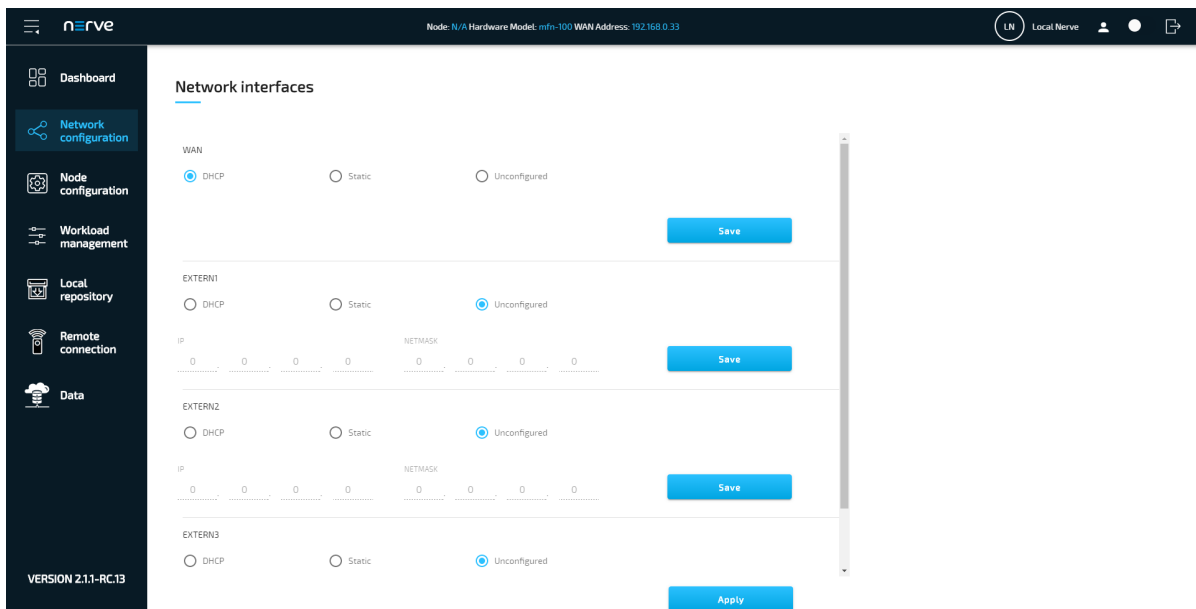 nerve
Node: N/A Hardware Model: mfn-100 WAN Address: 192.168.0.33
LN Local Nerve
Dashboard
Network
configuration
Node
configuration
Workload
management
Local
repository
Remote
connection
Data
VERSION 2.1.1-RC.13
Network interfaces
WAN
DHCP Static Unconfigured
Save
EXTERN1
DHCP Static Unconfigured
IP NETMASK
0 . 0 . 0 . 0 0 . 0 . 0 . 0
Save
EXTERN2
DHCP Static Unconfigured
IP NETMASK
0 . 0 . 0 . 0 0 . 0 . 0 . 0
Save
EXTERN3
DHCP Static Unconfigured
Apply